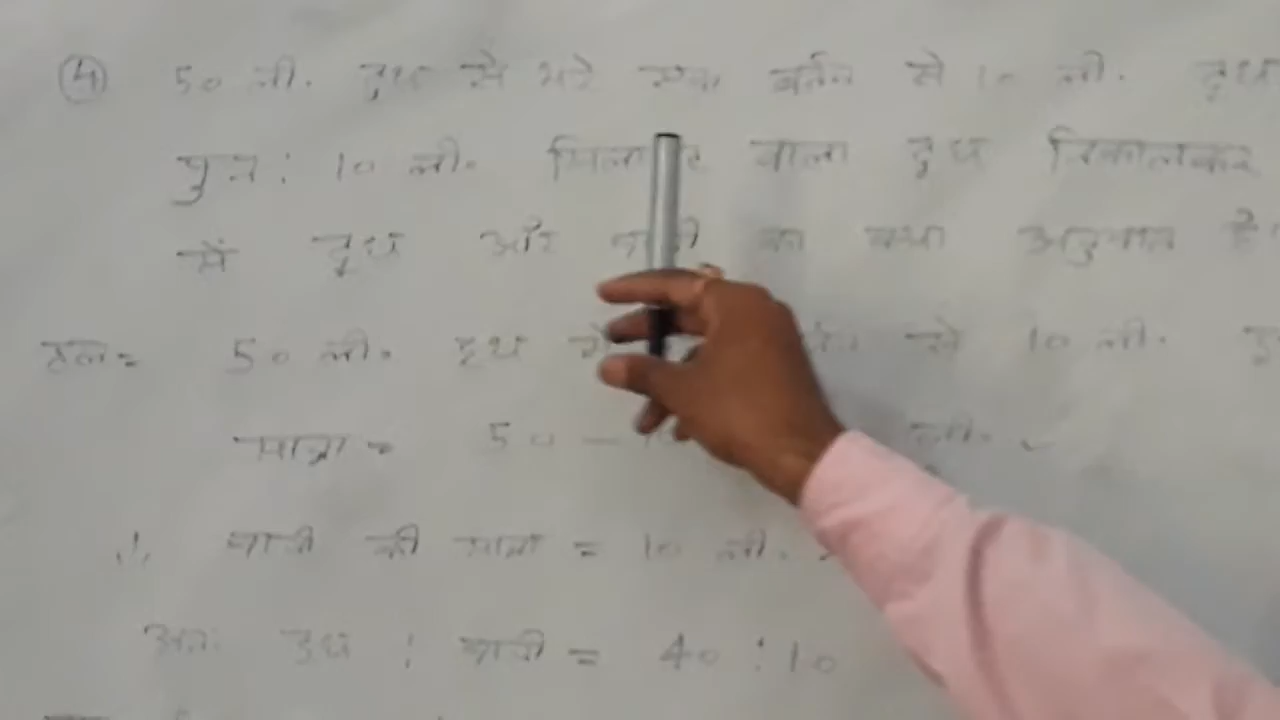 ④ 50 ली. दूध से भरे एक बर्तन से 10 ली. दूध
पुनः 10 ली. वाला दूध निकालकर
में दूध और का क्या अनुपात है
हल= 50 ली. दूध से 10 ली.
मात्रा = 50 - ली.
∴ पानी की मात्रा = 10 ली.
अतः दूध : पानी = 40 : 10